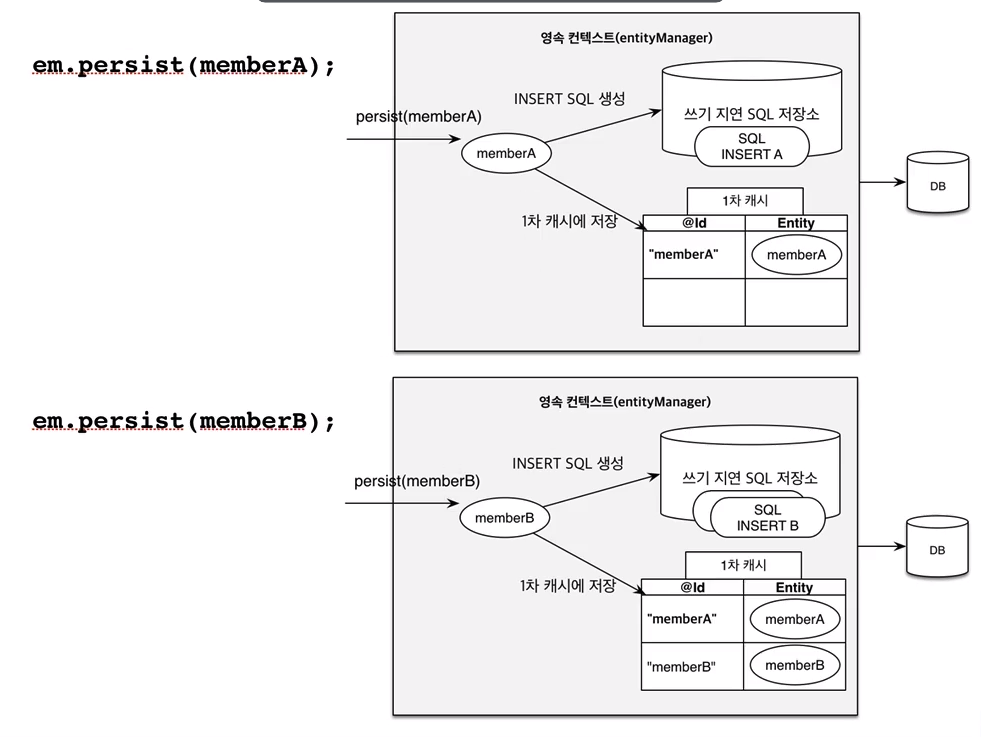 영속 컨텍스트(entityManager)
em.persist(memberA);
INSERT SQL 생성
persist(memberA)
쓰기 지연 SQL 저장소
SQL
INSERT A
memberA
DB
1차 캐시
1차 캐시에 저장
@Id Entity
"memberA" memberA
영속 컨텍스트(entityManager)
em.persist(memberB);
INSERT SQL 생성
persist(memberB)
쓰기 지연 SQL 저장소
SQL
INSERT B
memberB
DB
1차 캐시
1차 캐시에 저장
@Id Entity
"memberA" memberA
"memberB" memberB